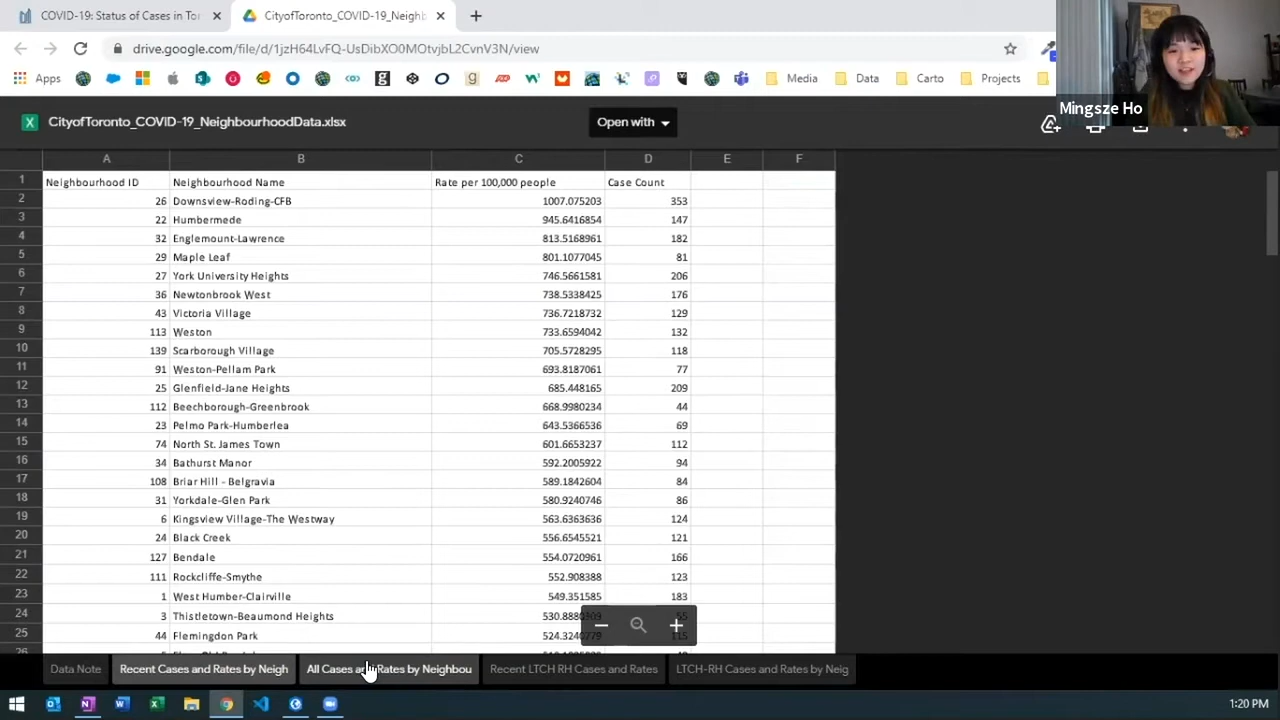 COVID-19: Status of Cases in Tor
CityofToronto_COVID-19_Neighb
drive.google.com/file/d/1jzH64LvFQ-UsDibXO0MOtvjbL2CvnV3N/view
Apps Media Data Carto Projects
Mingsze Ho
CityofToronto_COVID-19_NeighbourhoodData.xlsx
Open with
A B C D E F
1 Neighbourhood ID Neighbourhood Name Rate per 100,000 people Case Count
2 26 Downsview-Roding-CFB 1007.075203 353
3 22 Humbermede 945.6416854 147
4 32 Englemount-Lawrence 813.5168961 182
5 29 Maple Leaf 801.1077045 81
6 27 York University Heights 746.5661581 206
7 36 Newtonbrook West 738.5338425 176
8 43 Victoria Village 736.7218732 129
9 113 Weston 733.6594042 132
10 139 Scarborough Village 705.5728295 118
11 91 Weston-Pellam Park 693.8187061 77
12 25 Glenfield-Jane Heights 685.448165 209
13 112 Beechborough-Greenbrook 668.9980234 44
14 23 Pelmo Park-Humberlea 643.5366536 69
15 74 North St. James Town 601.6653237 112
16 34 Bathurst Manor 592.2005922 94
17 108 Briar Hill - Belgravia 589.1842604 84
18 31 Yorkdale-Glen Park 580.9240746 86
19 6 Kingsview Village-The Westway 563.6363636 124
20 24 Black Creek 556.6545521 121
21 127 Bendale 554.0720961 166
22 111 Rockcliffe-Smythe 552.908388 123
23 1 West Humber-Clairville 549.351585 183
24 3 Thistletown-Beaumond Heights
25 44 Flemingdon Park
Data Note Recent Cases and Rates by Neigh All Cases and Rates by Neighbou Recent LTCH RH Cases and Rates LTCH-RH Cases and Rates by Neig
1:20 PM